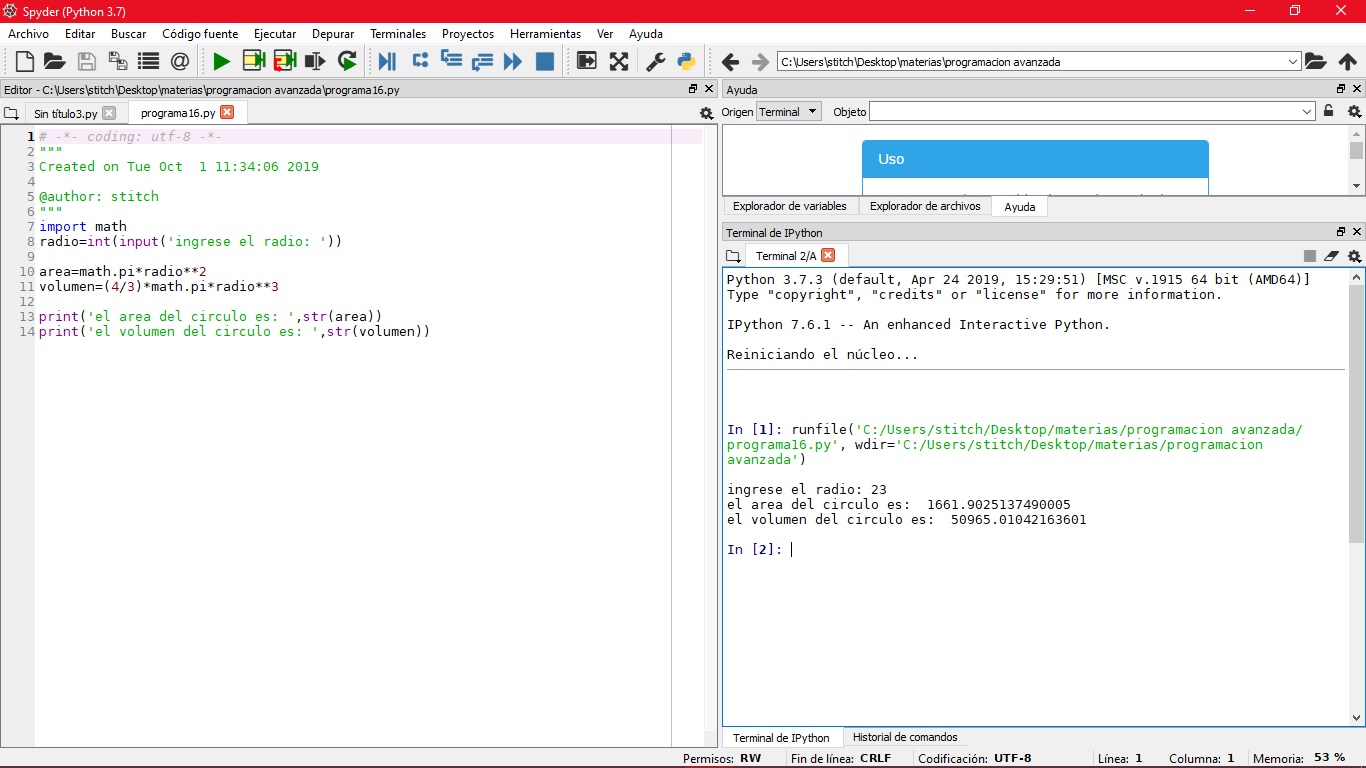 Spyder (Python 3.7)
Archivo Editar Buscar Código fuente Ejecutar Depurar Terminales Proyectos Herramientas Ver Ayuda
C:\Users\stitch\Desktop\materias\programacion avanzada
Editor - C:\Users\stitch\Desktop\materias\programacion avanzada\programa16.py
Sin título3.py programa16.py
1 # -*- coding: utf-8 -*-
2 """
3 Created on Tue Oct  1 11:34:06 2019
4
5 @author: stitch
6 """
7 import math
8 radio=int(input('ingrese el radio: '))
9
10 area=math.pi*radio**2
11 volumen=(4/3)*math.pi*radio**3
12
13 print('el area del circulo es: ',str(area))
14 print('el volumen del circulo es: ',str(volumen))
Ayuda
Origen Terminal Objeto
Uso
Explorador de variables Explorador de archivos Ayuda
Terminal de IPython
Terminal 2/A
Python 3.7.3 (default, Apr 24 2019, 15:29:51) [MSC v.1915 64 bit (AMD64)]
Type "copyright", "credits" or "license" for more information.
IPython 7.6.1 -- An enhanced Interactive Python.
Reiniciando el núcleo...
In [1]: runfile('C:/Users/stitch/Desktop/materias/programacion avanzada/
programa16.py', wdir='C:/Users/stitch/Desktop/materias/programacion
avanzada')
ingrese el radio: 23
el area del circulo es:  1661.9025137490005
el volumen del circulo es:  50965.01042163601
In [2]:
Terminal de IPython Historial de comandos
Permisos: RW Fin de línea: CRLF Codificación: UTF-8 Línea: 1 Columna: 1 Memoria: 53 %